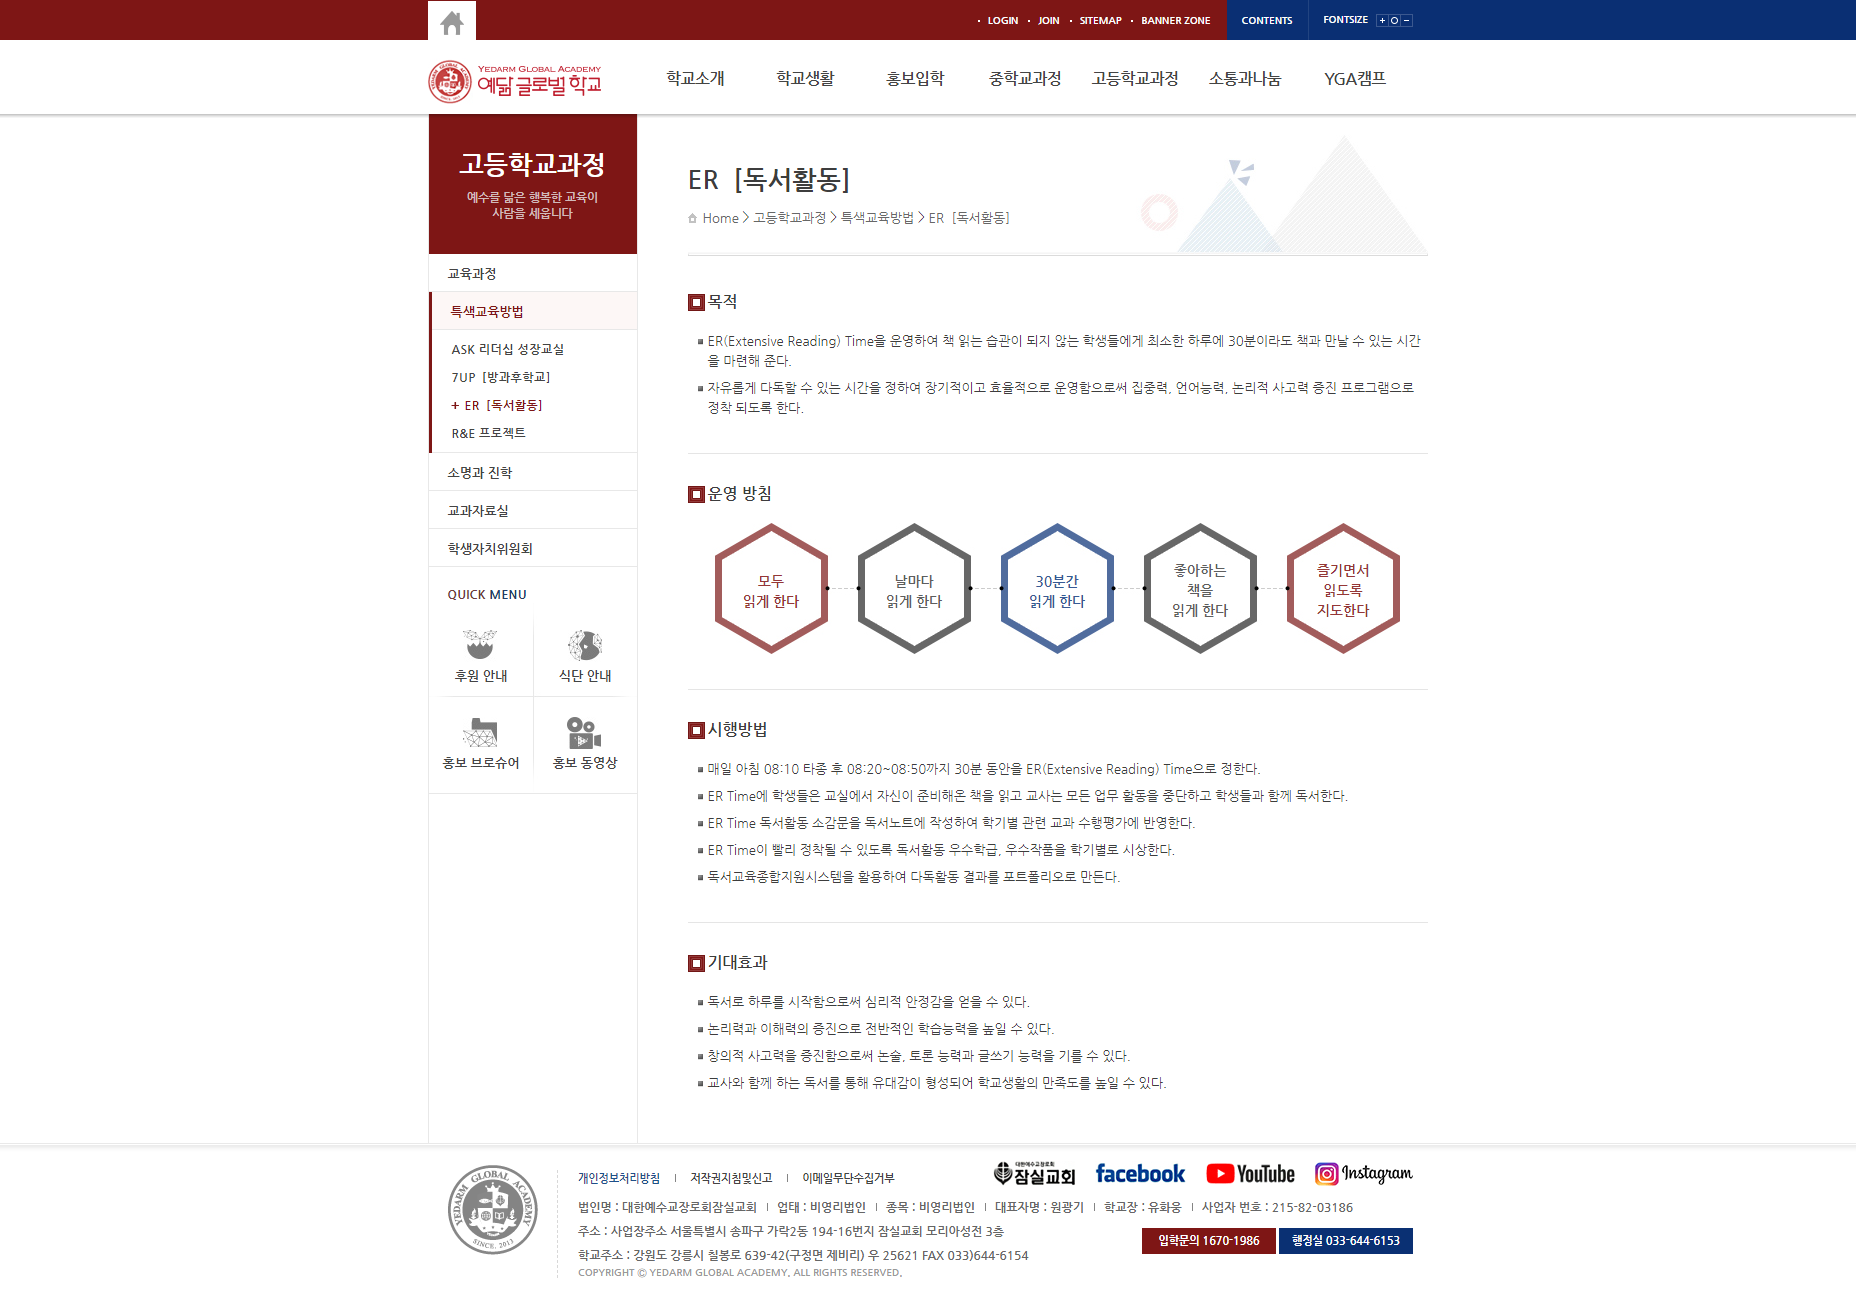 LOGIN JOIN SITEMAP BANNER ZONE CONTENTS FONTSIZE
YEDARM GLOBAL ACADEMY
예닮글로벌학교
학교소개 학교생활 홍보입학 중학교과정 고등학교과정 소통과나눔 YGA캠프
고등학교과정
예수를 닮은 행복한 교육이
사람을 세웁니다
교육과정
특색교육방법
ASK 리더십 성장교실
7UP [방과후학교]
+ ER [독서활동]
R&E 프로젝트
소명과 진학
교과자료실
학생자치위원회
QUICK MENU
후원 안내 식단 안내
홍보 브로슈어 홍보 동영상
ER [독서활동]
Home > 고등학교과정 > 특색교육방법 > ER [독서활동]
목적
ER(Extensive Reading) Time을 운영하여 책 읽는 습관이 되지 않는 학생들에게 최소한 하루에 30분이라도 책과 만날 수 있는 시간
을 마련해 준다.
자유롭게 다독할 수 있는 시간을 정하여 장기적이고 효율적으로 운영함으로써 집중력, 언어능력, 논리적 사고력 증진 프로그램으로
정착 되도록 한다.
운영 방침
모두
읽게 한다
날마다
읽게 한다
30분간
읽게 한다
좋아하는
책을
읽게 한다
즐기면서
읽도록
지도한다
시행방법
매일 아침 08:10 타종 후 08:20~08:50까지 30분 동안을 ER(Extensive Reading) Time으로 정한다.
ER Time에 학생들은 교실에서 자신이 준비해온 책을 읽고 교사는 모든 업무 활동을 중단하고 학생들과 함께 독서한다.
ER Time 독서활동 소감문을 독서노트에 작성하여 학기별 관련 교과 수행평가에 반영한다.
ER Time이 빨리 정착될 수 있도록 독서활동 우수학급, 우수작품을 학기별로 시상한다.
독서교육종합지원시스템을 활용하여 다독활동 결과를 포트폴리오로 만든다.
기대효과
독서로 하루를 시작함으로써 심리적 안정감을 얻을 수 있다.
논리력과 이해력의 증진으로 전반적인 학습능력을 높일 수 있다.
창의적 사고력을 증진함으로써 논술, 토론 능력과 글쓰기 능력을 기를 수 있다.
교사와 함께 하는 독서를 통해 유대감이 형성되어 학교생활의 만족도를 높일 수 있다.
YEDARM GLOBAL ACADEMY
SINCE, 2013
개인정보처리방침 저작권지침및신고 이메일무단수집거부
대한예수교장로회
잠실교회 facebook YouTube Instagram
법인명 : 대한예수교장로회잠실교회 업태 : 비영리법인 종목 : 비영리법인 대표자명 : 원광기 학교장 : 유화웅 사업자 번호 : 215-82-03186
주소 : 사업장주소 서울특별시 송파구 가락2동 194-16번지 잠실교회 모리아성전 3층
입학문의 1670-1986 행정실 033-644-6153
학교주소 : 강원도 강릉시 칠봉로 639-42(구정면 제비리) 우 25621 FAX 033)644-6154
COPYRIGHT ⓒ YEDARM GLOBAL ACADEMY, ALL RIGHTS RESERVED,